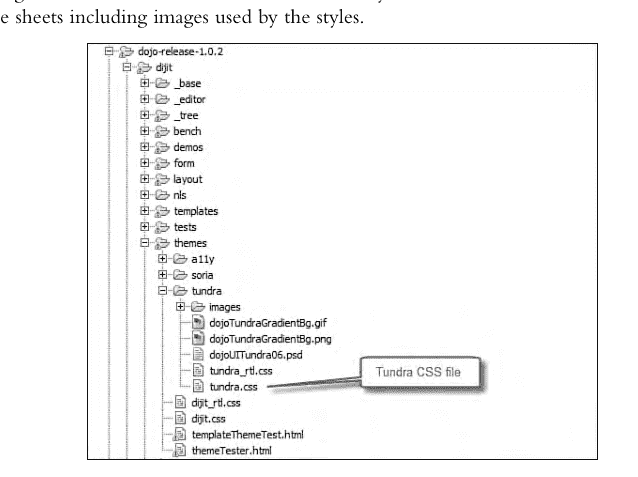 e sheets including images used by the styles.
dojo-release-1.0.2
dijit
_base
_editor
_tree
bench
demos
form
layout
nls
templates
tests
themes
a11y
soria
tundra
images
dojoTundraGradientBg.gif
dojoTundraGradientBg.png
dojoUITundra06.psd
tundra_rtl.css
tundra.css
Tundra CSS file
dijit_rtl.css
dijit.css
templateThemeTest.html
themeTester.html